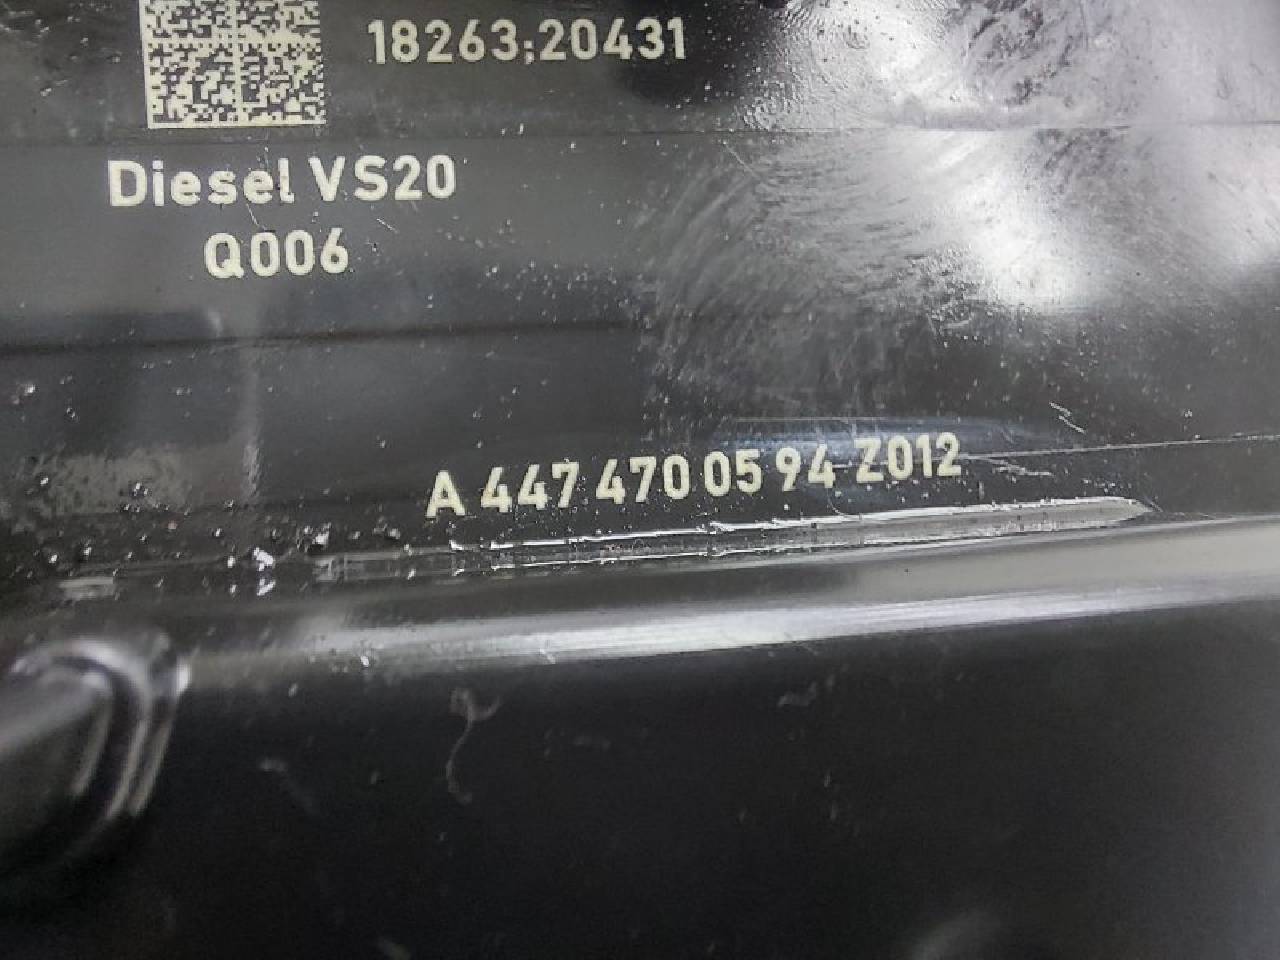 18263;20431
Diesel VS20
Q006
A 447 470 05 94 Z012